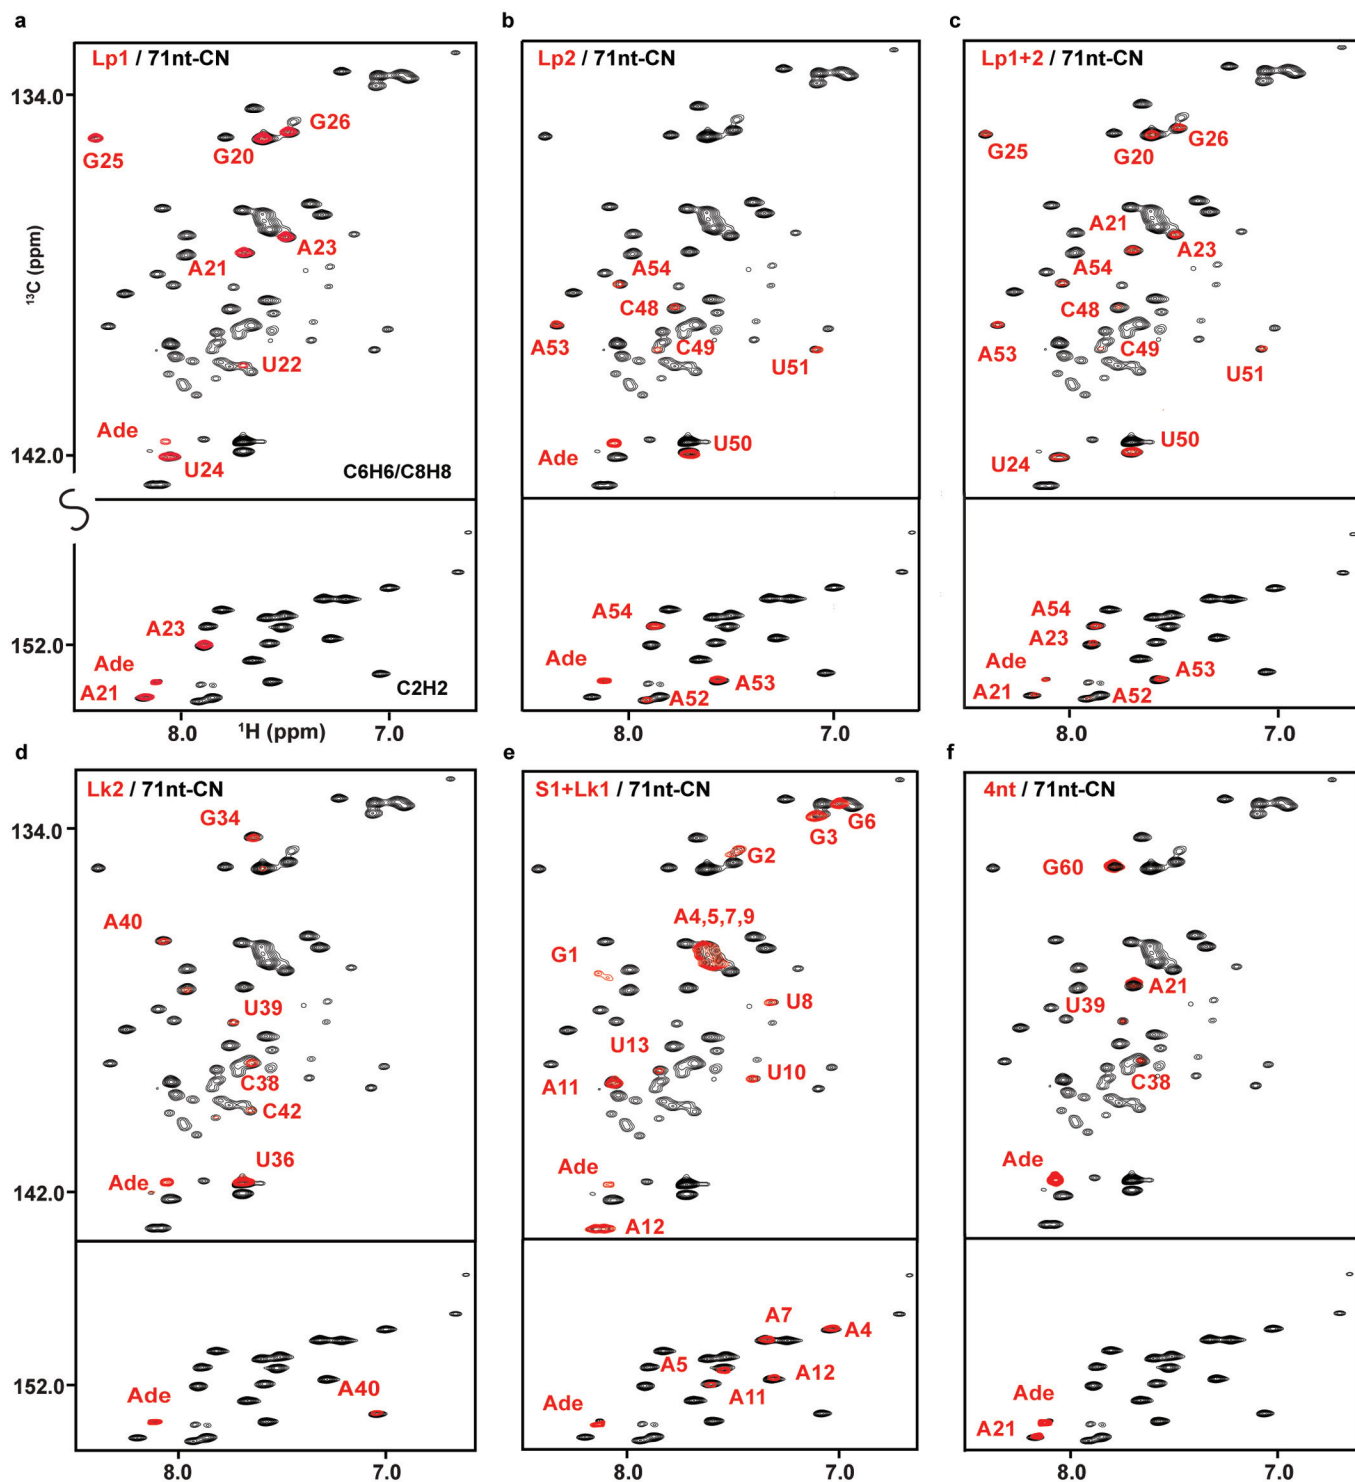 a
Lp1 / 71nt-CN
134.0
G26
G25
G20
¹³C (ppm)
A23
A21
U22
Ade
142.0
U24
C6H6/C8H8
A23
152.0
Ade
A21
C2H2
8.0
¹H (ppm)
7.0
b
Lp2 / 71nt-CN
A54
C48
A53
C49
U51
U50
Ade
A54
Ade
A53
A52
8.0
7.0
c
Lp1+2 / 71nt-CN
G26
G25
G20
A21
A23
A54
C48
A53
C49
U51
U50
U24
A54
A23
Ade
A53
A21
A52
8.0
7.0
d
Lk2 / 71nt-CN
G34
134.0
A40
U39
C38
C42
U36
Ade
142.0
152.0
Ade
A40
8.0
7.0
e
S1+Lk1 / 71nt-CN
G6
G3
G2
A4,5,7,9
G1
U8
U13
A11
U10
Ade
A12
A7
A4
A5
A12
A11
Ade
8.0
7.0
f
4nt / 71nt-CN
G60
A21
U39
C38
Ade
Ade
A21
8.0
7.0